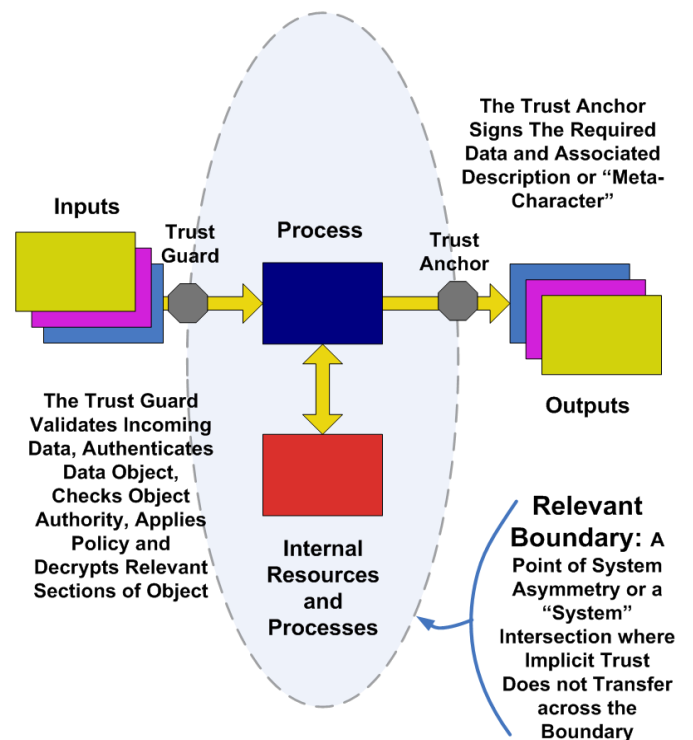 The Trust Anchor
Signs The Required
Data and Associated
Description or “Meta-
Character”
Inputs
Trust
Guard
Process
Trust
Anchor
Outputs
The Trust Guard
Validates Incoming
Data, Authenticates
Data Object,
Checks Object
Authority, Applies
Policy and
Decrypts Relevant
Sections of Object
Internal
Resources
and
Processes
Relevant
Boundary: A
Point of System
Asymmetry or a
“System”
Intersection where
Implicit Trust
Does not Transfer
across the
Boundary